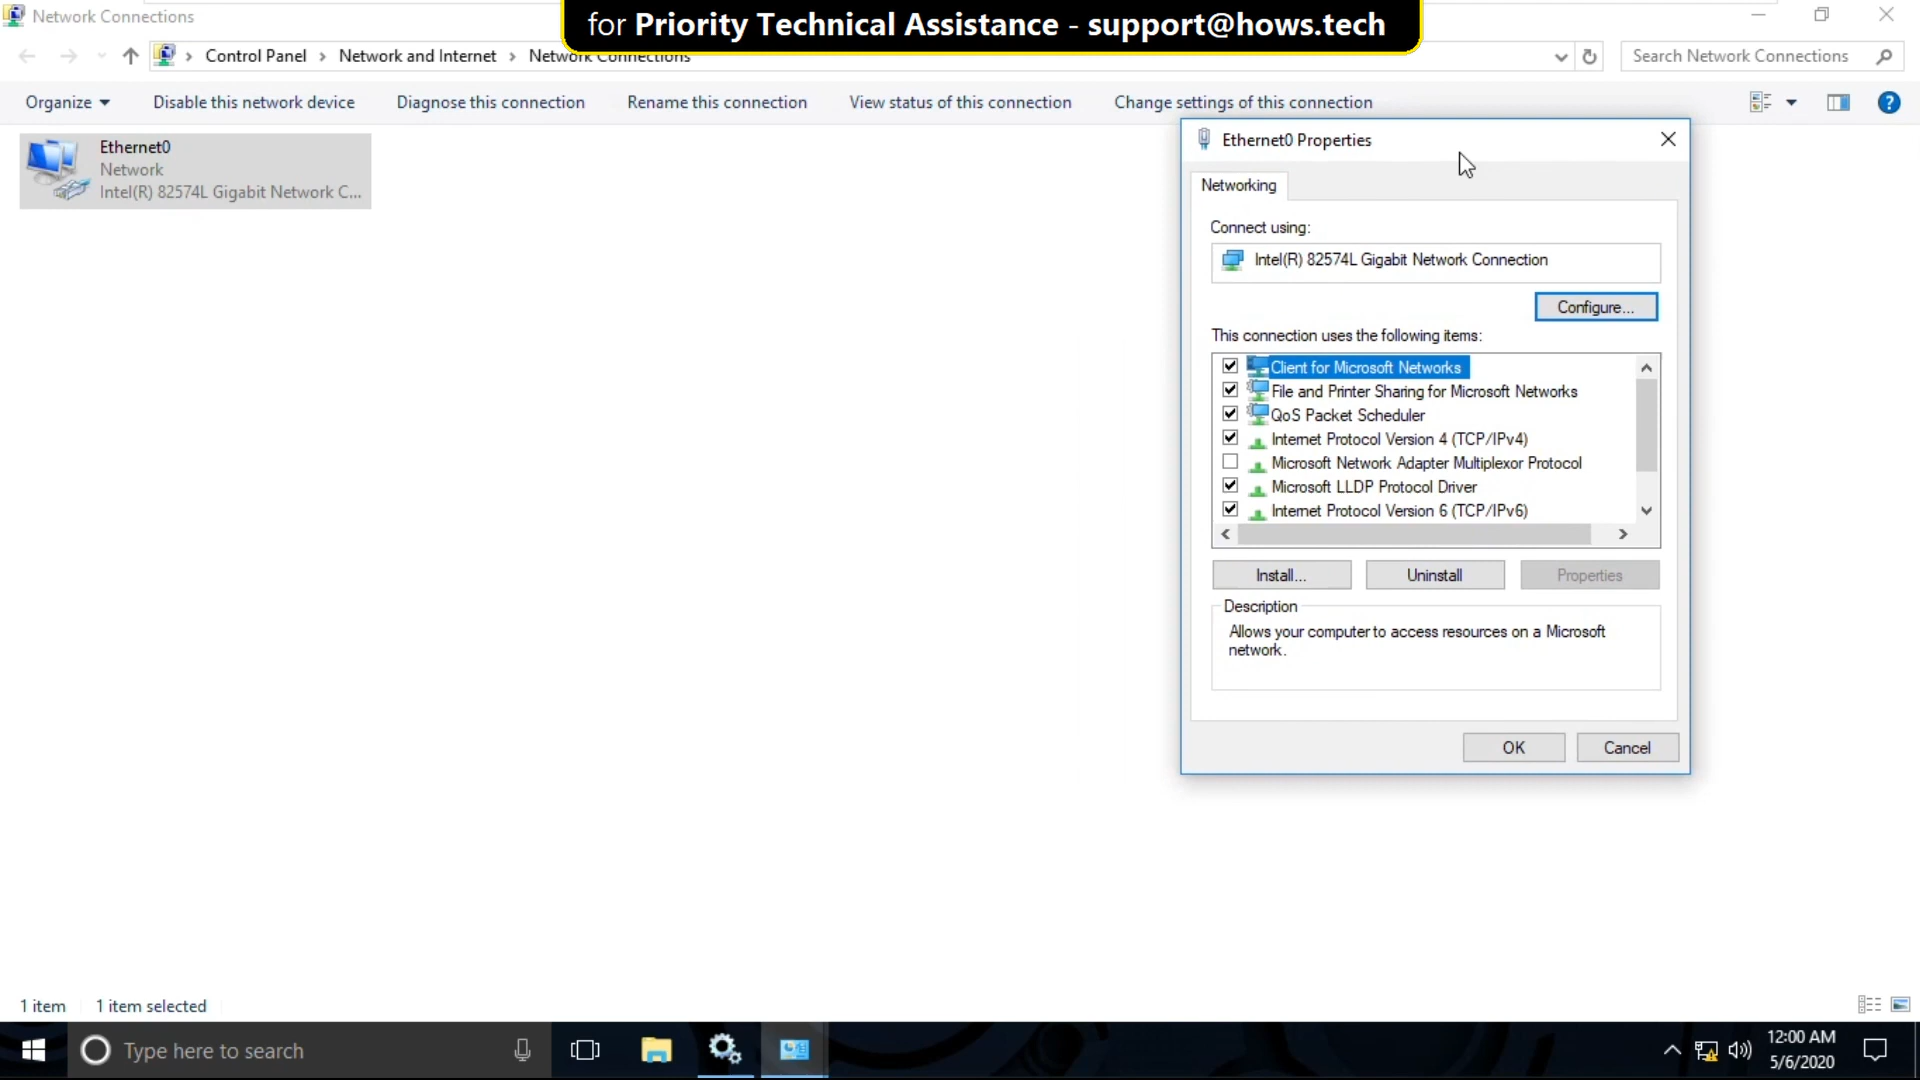 Network Connections
for Priority Technical Assistance - support@hows.tech
Control Panel
Network and Internet
Network Connections
Search Network Connections
Organize
Disable this network device
Diagnose this connection
Rename this connection
View status of this connection
Change settings of this connection
Ethernet0
Network
Intel(R) 82574L Gigabit Network C...
Ethernet0 Properties
Networking
Connect using:
Intel(R) 82574L Gigabit Network Connection
Configure...
This connection uses the following items:
Client for Microsoft Networks
File and Printer Sharing for Microsoft Networks
QoS Packet Scheduler
Internet Protocol Version 4 (TCP/IPv4)
Microsoft Network Adapter Multiplexor Protocol
Microsoft LLDP Protocol Driver
Internet Protocol Version 6 (TCP/IPv6)
Install...
Uninstall
Properties
Description
Allows your computer to access resources on a Microsoft
network.
OK
Cancel
1 item
1 item selected
Type here to search
12:00 AM
5/6/2020